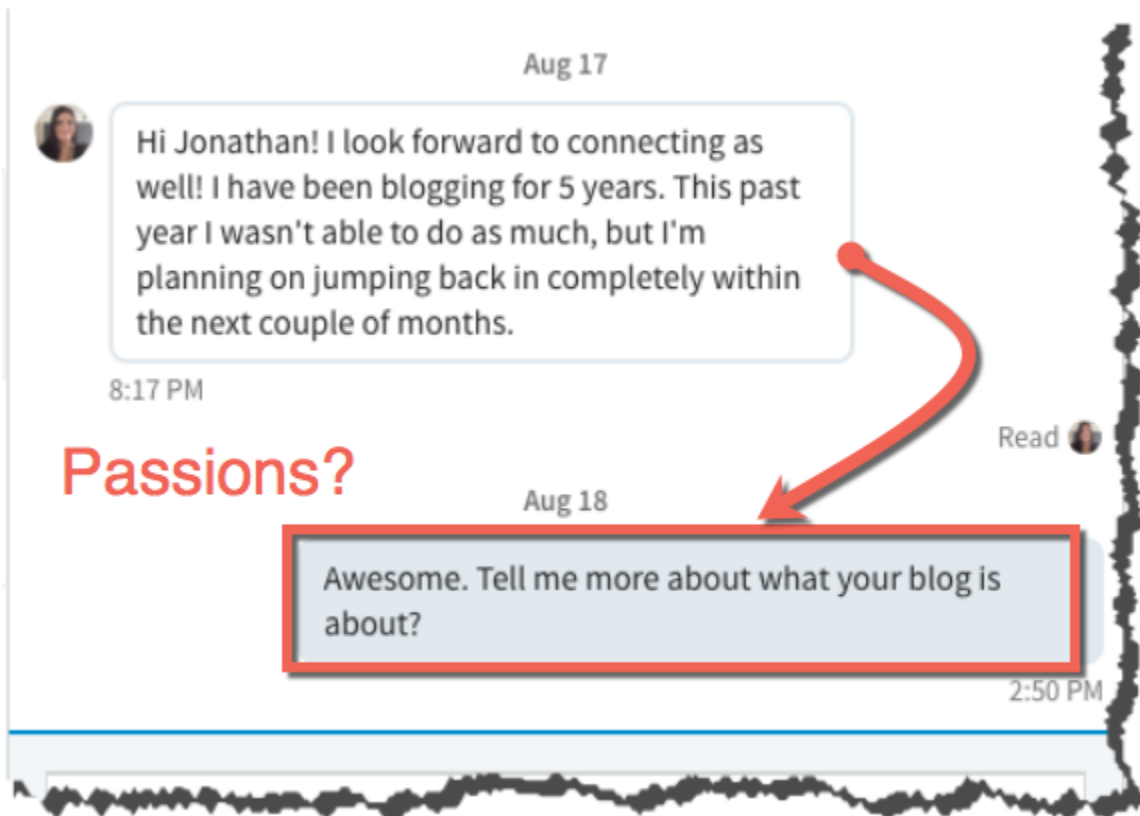 Aug 17
Hi Jonathan! I look forward to connecting as
well! I have been blogging for 5 years. This past
year I wasn't able to do as much, but I'm
planning on jumping back in completely within
the next couple of months.
8:17 PM
Read
Passions?
Aug 18
Awesome. Tell me more about what your blog is
about?
2:50 PM